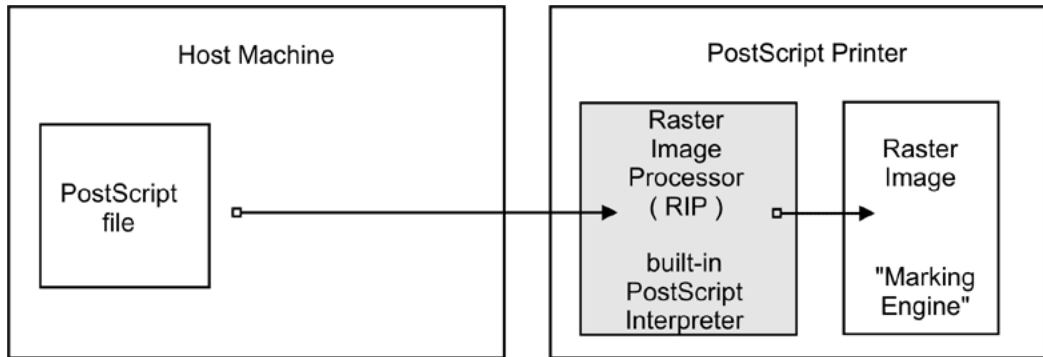 Host Machine
PostScript
file
PostScript Printer
Raster
Image
Processor
( RIP )
built-in
PostScript
Interpreter
Raster
Image
"Marking
Engine"